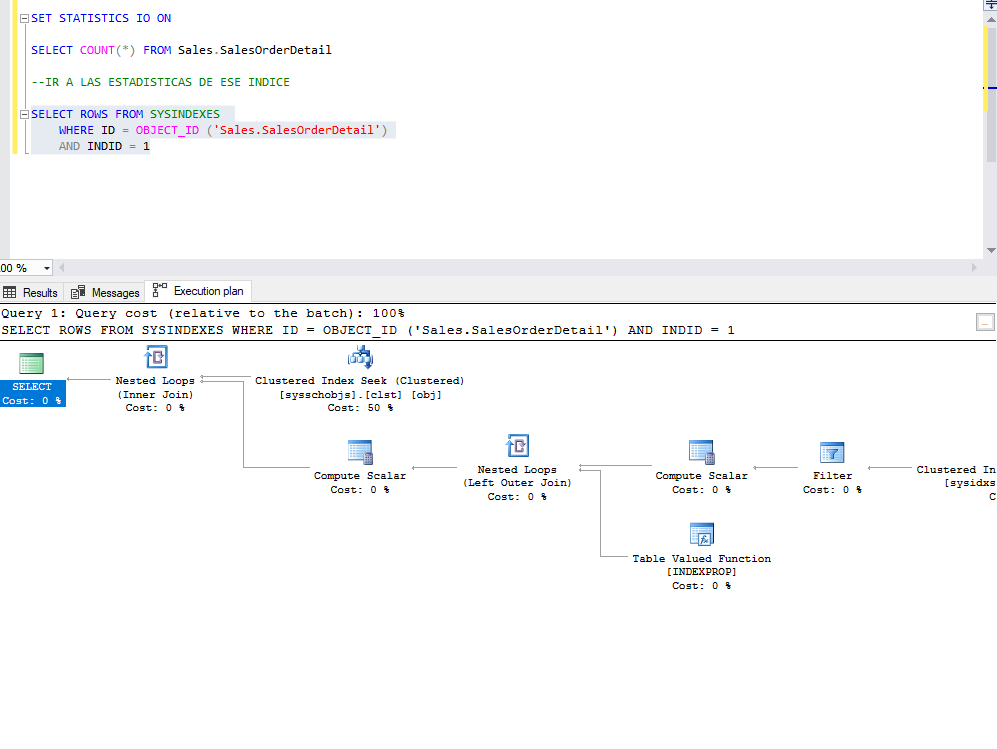 SET STATISTICS IO ON
SELECT COUNT(*) FROM Sales.SalesOrderDetail
--IR A LAS ESTADISTICAS DE ESE INDICE
SELECT ROWS FROM SYSINDEXES
WHERE ID = OBJECT_ID ('Sales.SalesOrderDetail')
AND INDID = 1
00 %
Results Messages Execution plan
Query 1: Query cost (relative to the batch): 100%
SELECT ROWS FROM SYSINDEXES WHERE ID = OBJECT_ID ('Sales.SalesOrderDetail') AND INDID = 1
SELECT
Cost: 0 %
Nested Loops
(Inner Join)
Cost: 0 %
Clustered Index Seek (Clustered)
[sysschobjs].[clst] [obj]
Cost: 50 %
Compute Scalar
Cost: 0 %
Nested Loops
(Left Outer Join)
Cost: 0 %
Compute Scalar
Cost: 0 %
Filter
Cost: 0 %
Clustered In
[sysidxs
C
Table Valued Function
[INDEXPROP]
Cost: 0 %